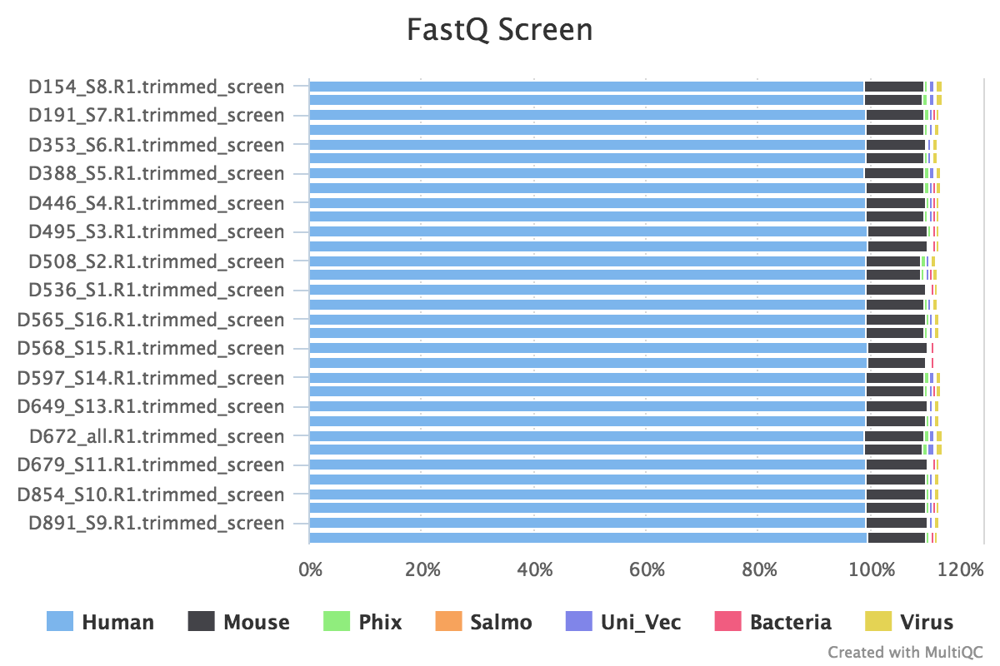 FastQ Screen
D154_S8.R1.trimmed_screen
D191_S7.R1.trimmed_screen
D353_S6.R1.trimmed_screen
D388_S5.R1.trimmed_screen
D446_S4.R1.trimmed_screen
D495_S3.R1.trimmed_screen
D508_S2.R1.trimmed_screen
D536_S1.R1.trimmed_screen
D565_S16.R1.trimmed_screen
D568_S15.R1.trimmed_screen
D597_S14.R1.trimmed_screen
D649_S13.R1.trimmed_screen
D672_all.R1.trimmed_screen
D679_S11.R1.trimmed_screen
D854_S10.R1.trimmed_screen
D891_S9.R1.trimmed_screen
0% 20% 40% 60% 80% 100% 120%
Human Mouse Phix Salmo Uni_Vec Bacteria Virus
Created with MultiQC